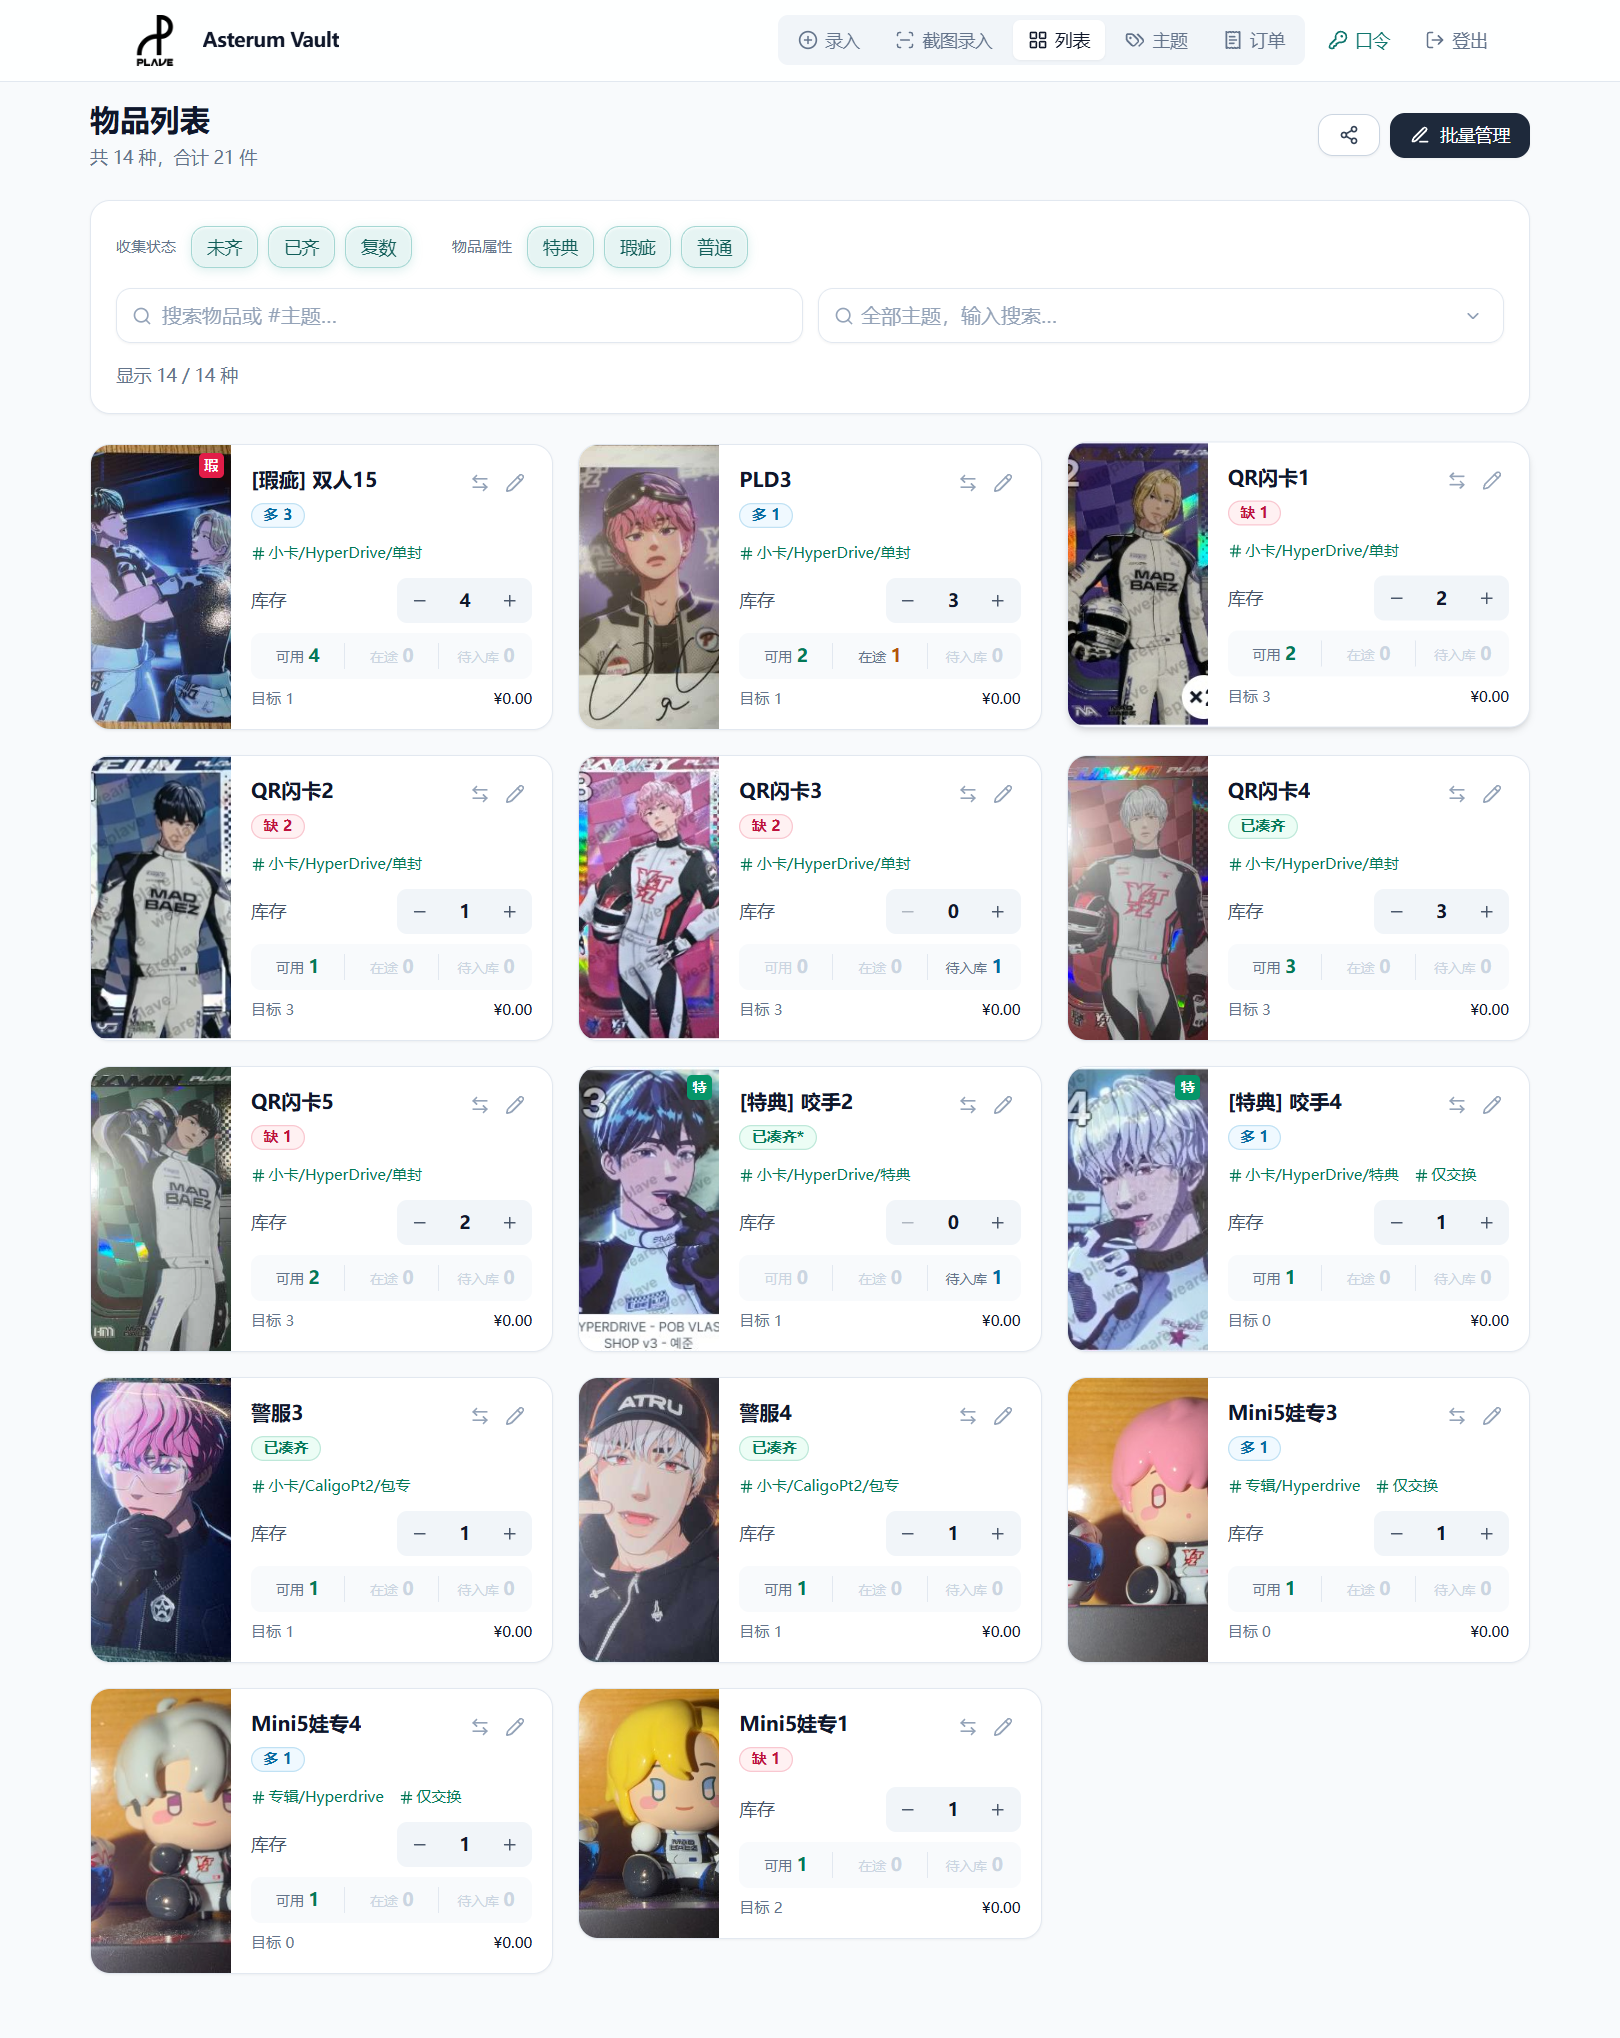 PLAVE
Asterum Vault
录入
截图录入
列表
主题
订单
口令
登出
物品列表
共 14 种，合计 21 件
批量管理
收集状态
未齐
已齐
复数
物品属性
特典
瑕疵
普通
搜索物品或 #主题...
全部主题，输入搜索...
显示 14 / 14 种
瑕
[瑕疵] 双人15
多 3
# 小卡/HyperDrive/单封
库存
− 4 +
可用 4 在途 0 待入库 0
目标 1 ¥0.00
PLD3
多 1
# 小卡/HyperDrive/单封
库存
− 3 +
可用 2 在途 1 待入库 0
目标 1 ¥0.00
MAD
BAEZ
×2
QR闪卡1
缺 1
# 小卡/HyperDrive/单封
库存
− 2 +
可用 2 在途 0 待入库 0
目标 3 ¥0.00
MAD
BAEZ
QR闪卡2
缺 2
# 小卡/HyperDrive/单封
库存
− 1 +
可用 1 在途 0 待入库 0
目标 3 ¥0.00
QR闪卡3
缺 2
# 小卡/HyperDrive/单封
库存
− 0 +
可用 0 在途 0 待入库 1
目标 3 ¥0.00
QR闪卡4
已凑齐
# 小卡/HyperDrive/单封
库存
− 3 +
可用 3 在途 0 待入库 0
目标 3 ¥0.00
HAMIN
MAD
BAEZ
HM
QR闪卡5
缺 1
# 小卡/HyperDrive/单封
库存
− 2 +
可用 2 在途 0 待入库 0
目标 3 ¥0.00
3
特
YPERDRIVE - POB VLAS
SHOP v3 - 예준
[特典] 咬手2
已凑齐*
# 小卡/HyperDrive/特典
库存
− 0 +
可用 0 在途 0 待入库 1
目标 1 ¥0.00
4
特
[特典] 咬手4
多 1
# 小卡/HyperDrive/特典 # 仅交换
库存
− 1 +
可用 1 在途 0 待入库 0
目标 0 ¥0.00
警服3
已凑齐
# 小卡/CaligoPt2/包专
库存
− 1 +
可用 1 在途 0 待入库 0
目标 1 ¥0.00
ATRU
警服4
已凑齐
# 小卡/CaligoPt2/包专
库存
− 1 +
可用 1 在途 0 待入库 0
目标 1 ¥0.00
Mini5娃专3
多 1
# 专辑/Hyperdrive # 仅交换
库存
− 1 +
可用 1 在途 0 待入库 0
目标 0 ¥0.00
Mini5娃专4
多 1
# 专辑/Hyperdrive # 仅交换
库存
− 1 +
可用 1 在途 0 待入库 0
目标 0 ¥0.00
MAD
BAEZ
Mini5娃专1
缺 1
库存
− 1 +
可用 1 在途 0 待入库 0
目标 2 ¥0.00